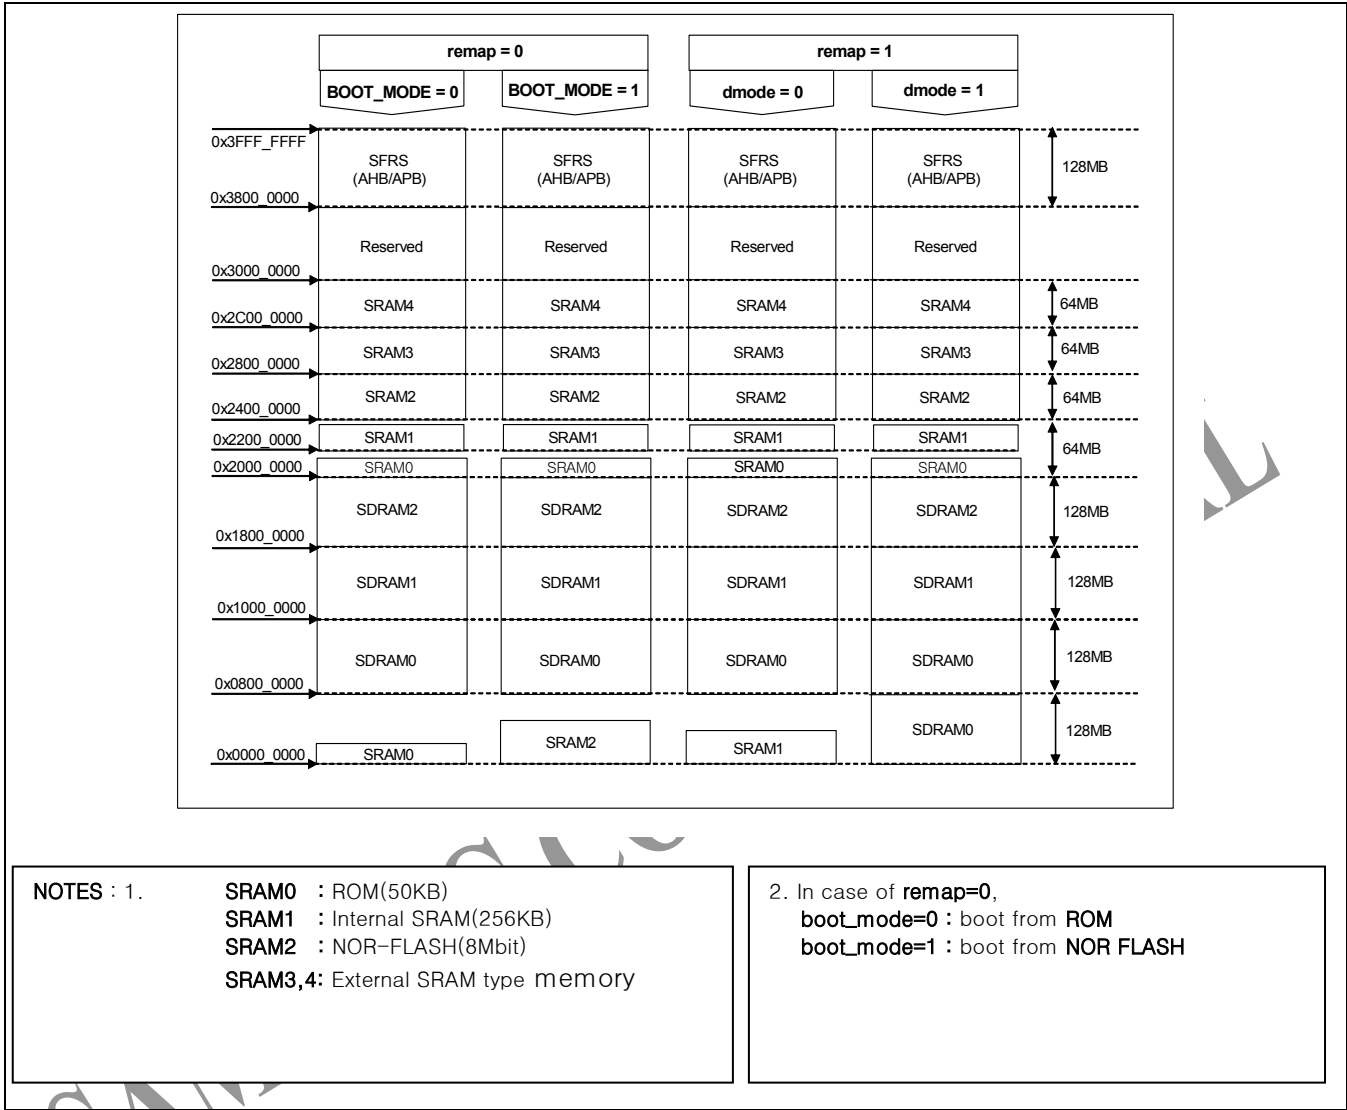 remap = 0 remap = 1
BOOT_MODE = 0 BOOT_MODE = 1 dmode = 0 dmode = 1
0x3FFF_FFFF
SFRS SFRS SFRS SFRS
(AHB/APB) (AHB/APB) (AHB/APB) (AHB/APB)
128MB
0x3800_0000
Reserved Reserved Reserved Reserved
0x3000_0000
SRAM4 SRAM4 SRAM4 SRAM4 64MB
0x2C00_0000
SRAM3 SRAM3 SRAM3 SRAM3 64MB
0x2800_0000
SRAM2 SRAM2 SRAM2 SRAM2 64MB
0x2400_0000
SRAM1 SRAM1 SRAM1 SRAM1
0x2200_0000
64MB
0x2000_0000 SRAM0 SRAM0 SRAM0 SRAM0
SDRAM2 SDRAM2 SDRAM2 SDRAM2 128MB
0x1800_0000
SDRAM1 SDRAM1 SDRAM1 SDRAM1 128MB
0x1000_0000
SDRAM0 SDRAM0 SDRAM0 SDRAM0 128MB
0x0800_0000
SDRAM0 128MB
SRAM2
SRAM1
0x0000_0000 SRAM0
NOTES : 1. SRAM0 : ROM(50KB)
SRAM1 : Internal SRAM(256KB)
SRAM2 : NOR-FLASH(8Mbit)
SRAM3,4: External SRAM type memory
2. In case of remap=0,
boot_mode=0 : boot from ROM
boot_mode=1 : boot from NOR FLASH